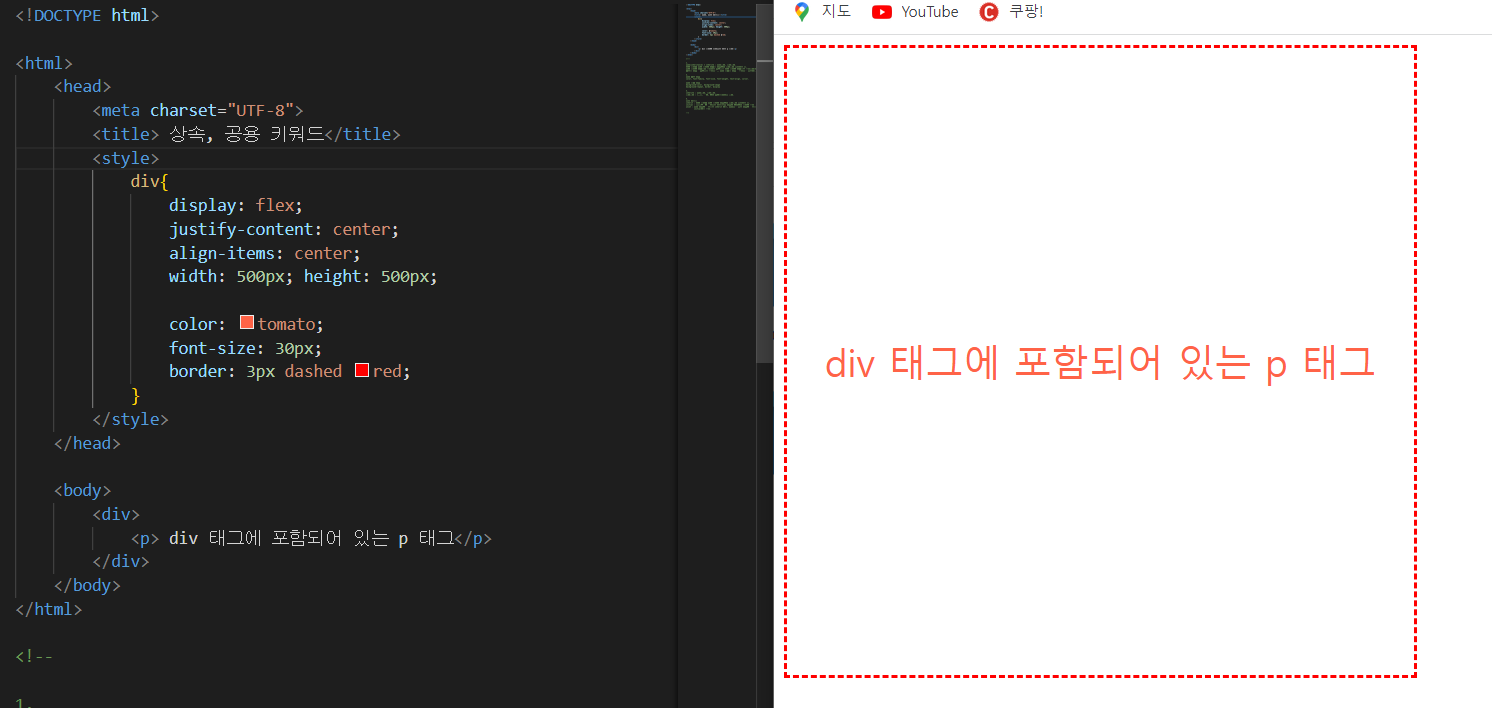 <!DOCTYPE html>
<html>
<head>
<meta charset="UTF-8">
<title> 상속, 공용 키워드</title>
<style>
div{
display: flex;
justify-content: center;
align-items: center;
width: 500px; height: 500px;
color: tomato;
font-size: 30px;
border: 3px dashed red;
}
</style>
</head>
<body>
<div>
<p> div 태그에 포함되어 있는 p 태그</p>
</div>
</body>
</html>
<!--
1.
지도 YouTube C 쿠팡!
div 태그에 포함되어 있는 p 태그